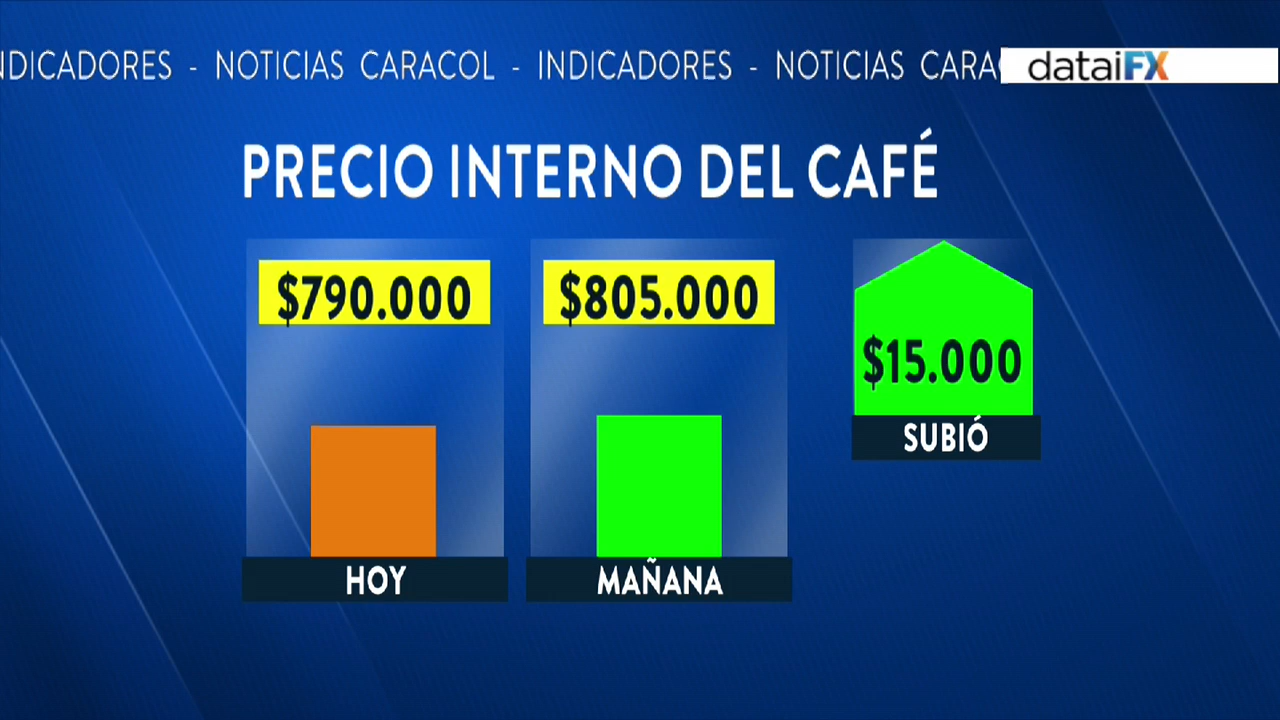 NDICADORES - NOTICIAS CARACOL - INDICADORES - NOTICIAS CARAC
dataiFX
PRECIO INTERNO DEL CAFÉ
$790.000
$805.000
$15.000
SUBIÓ
HOY
MAÑANA